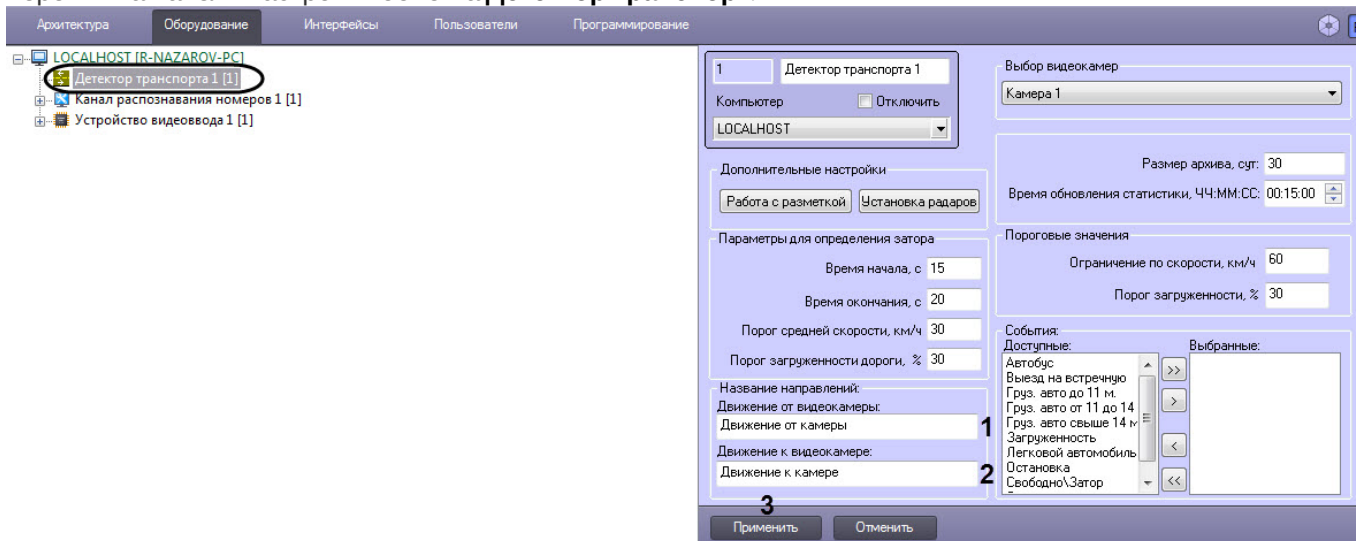 Архитектура Оборудование Интерфейсы Пользователи Программирование
LOCALHOST [R-NAZAROV-PC]
Детектор транспорта 1 [1]
Канал распознавания номеров 1 [1]
Устройство видеоввода 1 [1]
1 Детектор транспорта 1
Компьютер Отключить
LOCALHOST
Дополнительные настройки
Работа с разметкой Установка радаров
Параметры для определения затора
Время начала, с 15
Время окончания, с 20
Порог средней скорости, км/ч 30
Порог загруженности дороги, % 30
Название направлений:
Движение от видеокамеры:
Движение от камеры 1
Движение к видеокамере:
Движение к камере 2
3
Применить Отменить
Выбор видеокамер
Камера 1
Размер архива, сут: 30
Время обновления статистики, ЧЧ:ММ:СС: 00:15:00
Пороговые значения
Ограничение по скорости, км/ч 60
Порог загруженности, % 30
События:
Доступные: Выбранные:
Автобус
Выезд на встречную
Груз. авто до 11 м.
Груз. авто от 11 до 14
Груз. авто свыше 14 м
Загруженность
Легковой автомобиль
Остановка
Свободно\Затор
>>
>
<
<<